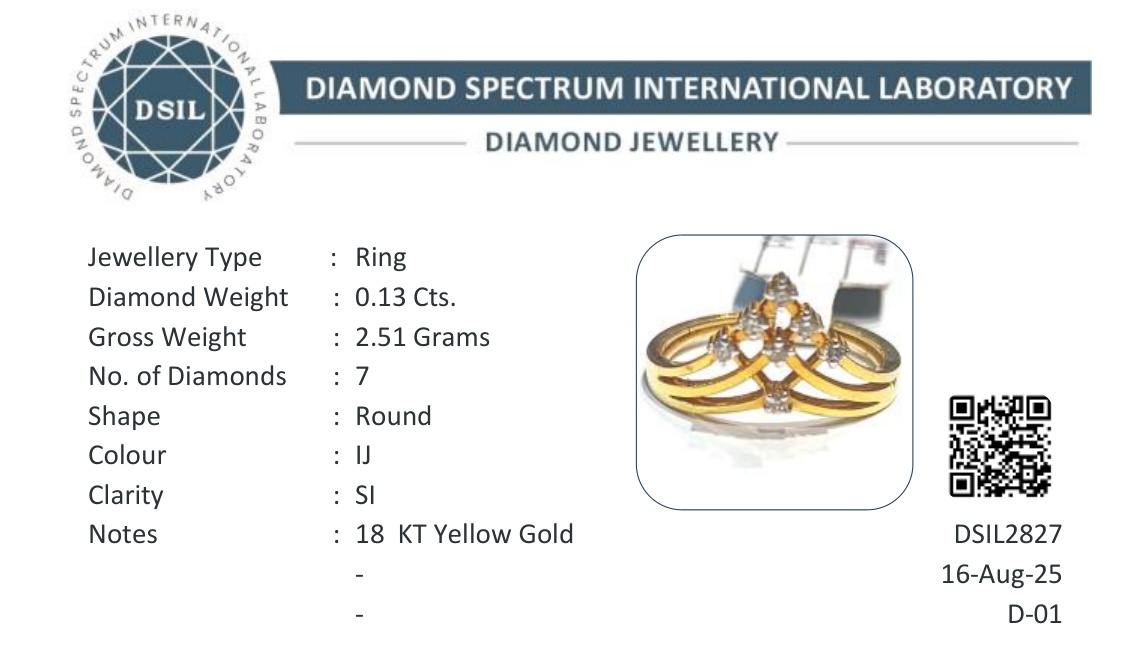 DIAMOND SPECTRUM INTERNATIONAL LABORATORY
DSIL
DIAMOND SPECTRUM INTERNATIONAL LABORATORY
DIAMOND JEWELLERY
Jewellery Type : Ring
Diamond Weight : 0.13 Cts.
Gross Weight : 2.51 Grams
No. of Diamonds : 7
Shape : Round
Colour : IJ
Clarity : SI
Notes : 18 KT Yellow Gold
-
-
DSIL2827
16-Aug-25
D-01